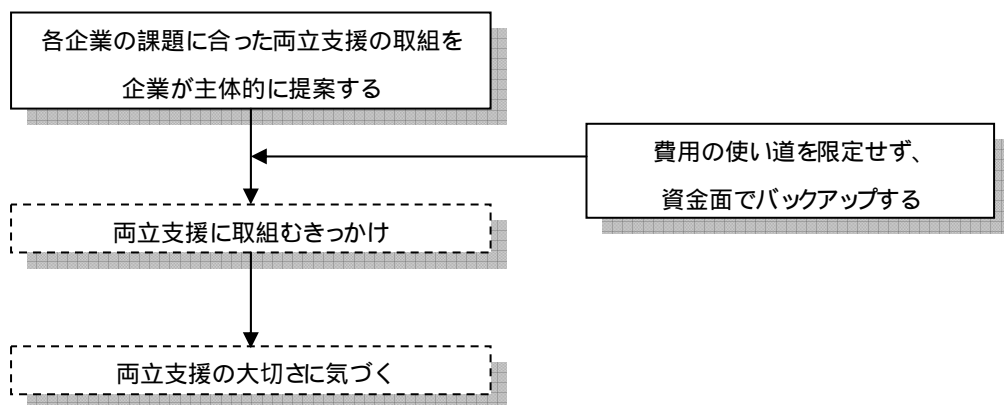 各企業の課題に合った両立支援の取組を
企業が主体的に提案する
費用の使い道を限定せず、
資金面でバックアップする
両立支援に取組むきっかけ
両立支援の大切さに気づく